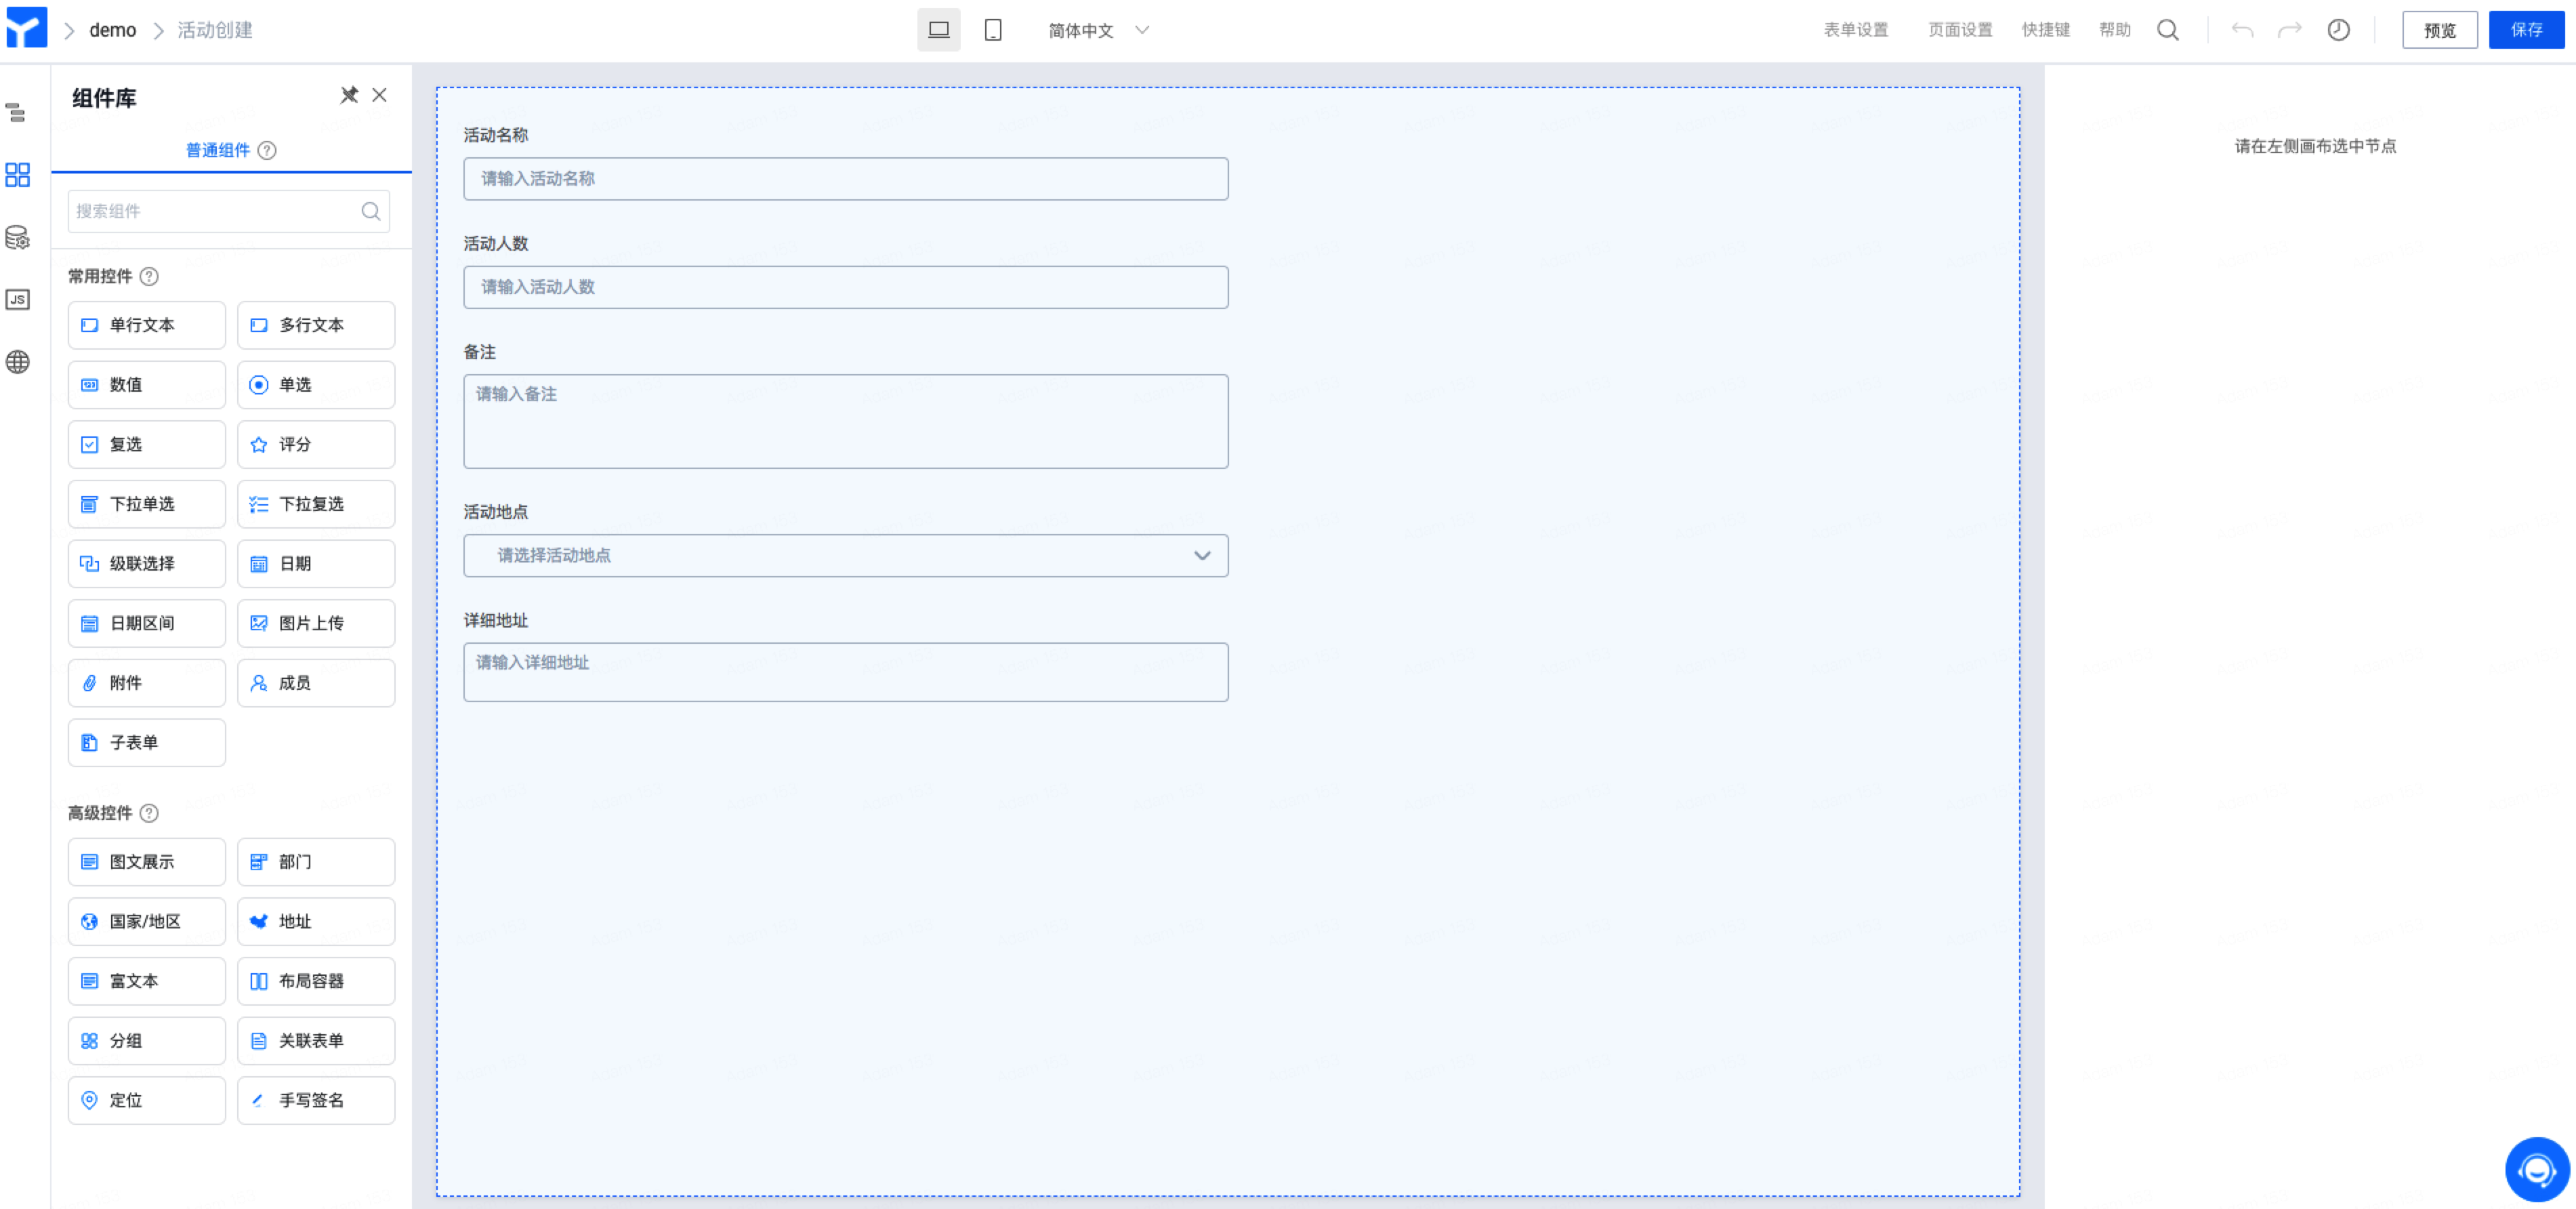 demo 活动创建 简体中文 表单设置 页面设置 快捷键 帮助 预览 保存
组件库
普通组件
搜索组件
常用控件
单行文本 多行文本
数值 单选
复选 评分
下拉单选 下拉复选
级联选择 日期
日期区间 图片上传
附件 成员
子表单
高级控件
图文展示 部门
国家/地区 地址
富文本 布局容器
分组 关联表单
定位 手写签名
JS
活动名称
请输入活动名称
活动人数
请输入活动人数
备注
请输入备注
活动地点
请选择活动地点
详细地址
请输入详细地址
请在左侧画布选中节点